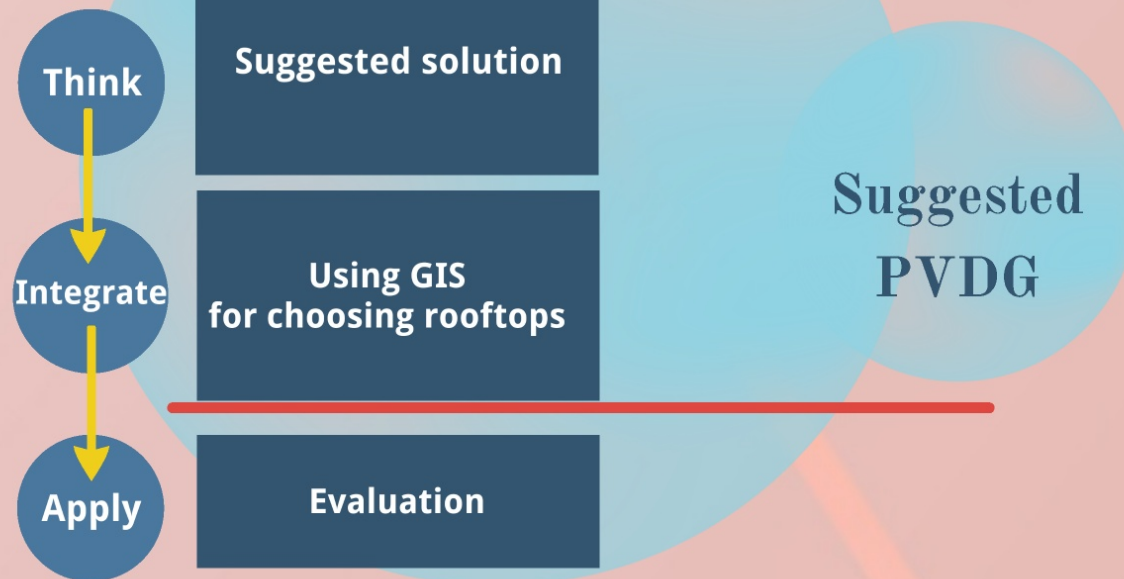 Think
Suggested solution
Integrate
Using GIS
for choosing rooftops
Apply
Evaluation
Suggested
PVDG